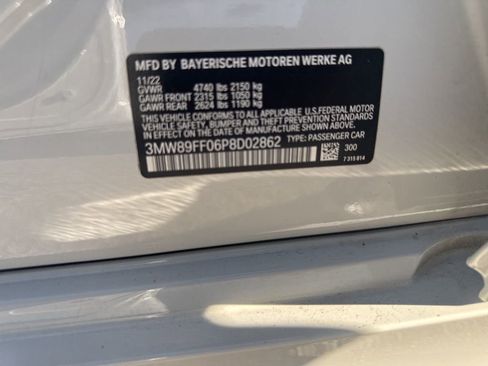 MFD BY BAYERISCHE MOTOREN WERKE AG
11/22
GVWR 4740 lbs 2150 kg
GAWR FRONT 2315 lbs 1050 kg
GAWR REAR 2624 lbs 1190 kg
THIS VEHICLE CONFORMS TO ALL APPLICABLE U.S.FEDERAL MOTOR
VEHICLE SAFETY, BUMPER AND THEFT PREVENTION STANDARDS
IN EFFECT ON THE DATE OF MANUFACTURE SHOWN ABOVE.
3MW89FF06P8D02862 TYPE: PASSENGER CAR
300
7 315 814